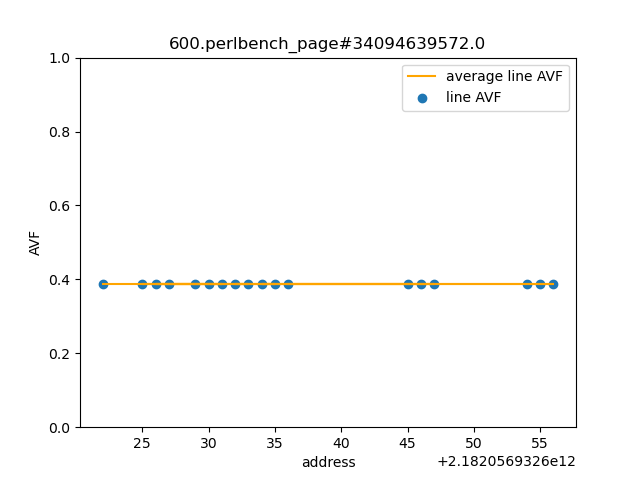 600.perlbench_page#34094639572.0
1.0
0.8
0.6
0.4
0.2
0.0
AVF
average line AVF
line AVF
25
30
35
40
45
50
55
address
+2.1820569326e12